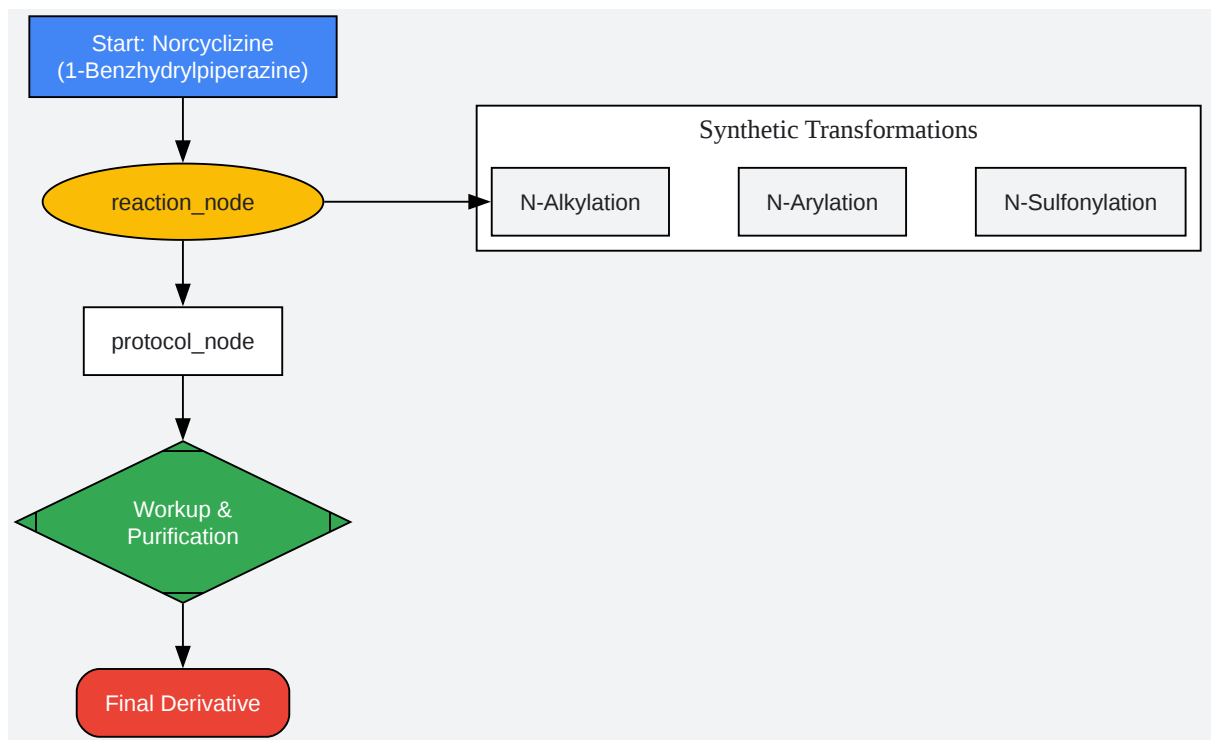 Start: Norcyclizine
(1-Benzhydrylpiperazine)
Synthetic Transformations
reaction_node
N-Alkylation
N-Arylation
N-Sulfonylation
protocol_node
Workup &
Purification
Final Derivative